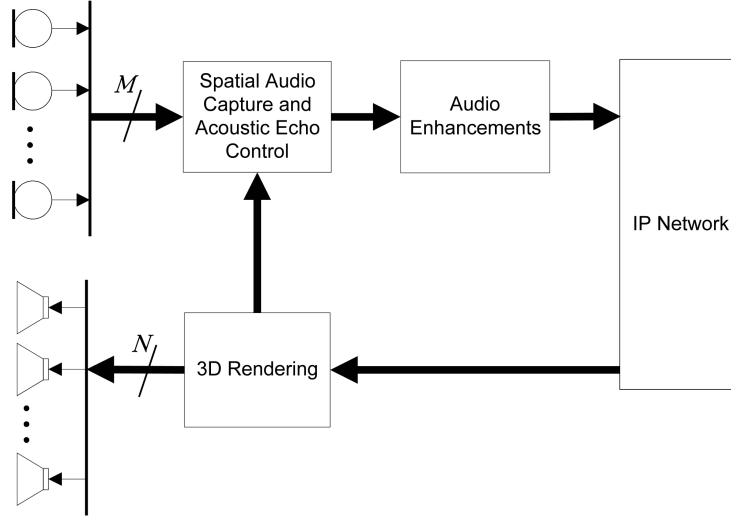 M
Spatial Audio
Capture and
Acoustic Echo
Control
Audio
Enhancements
IP Network
N
3D Rendering